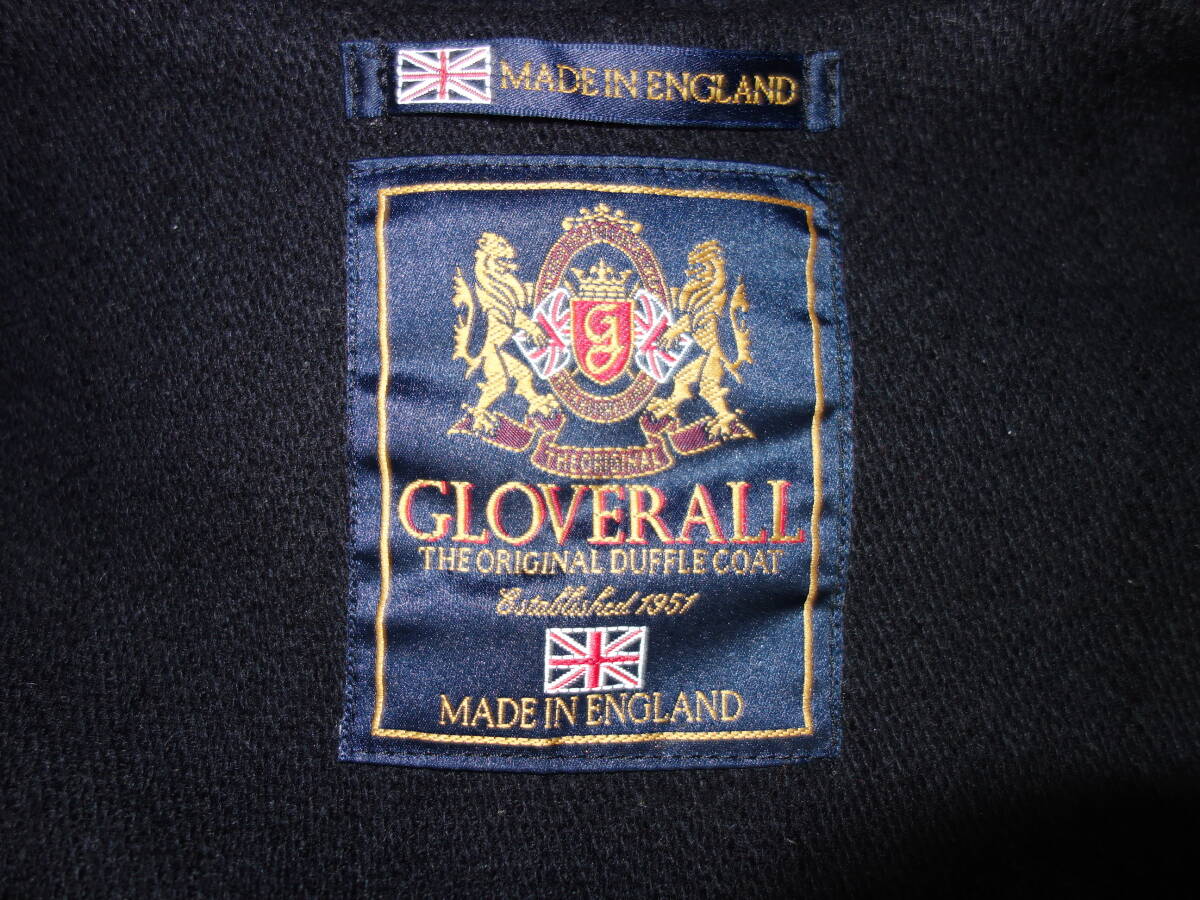 MADE IN ENGLAND
g
THE ORIGINAL
GLOVERALL
THE ORIGINAL DUFFLE COAT
Established 1951
MADE IN ENGLAND